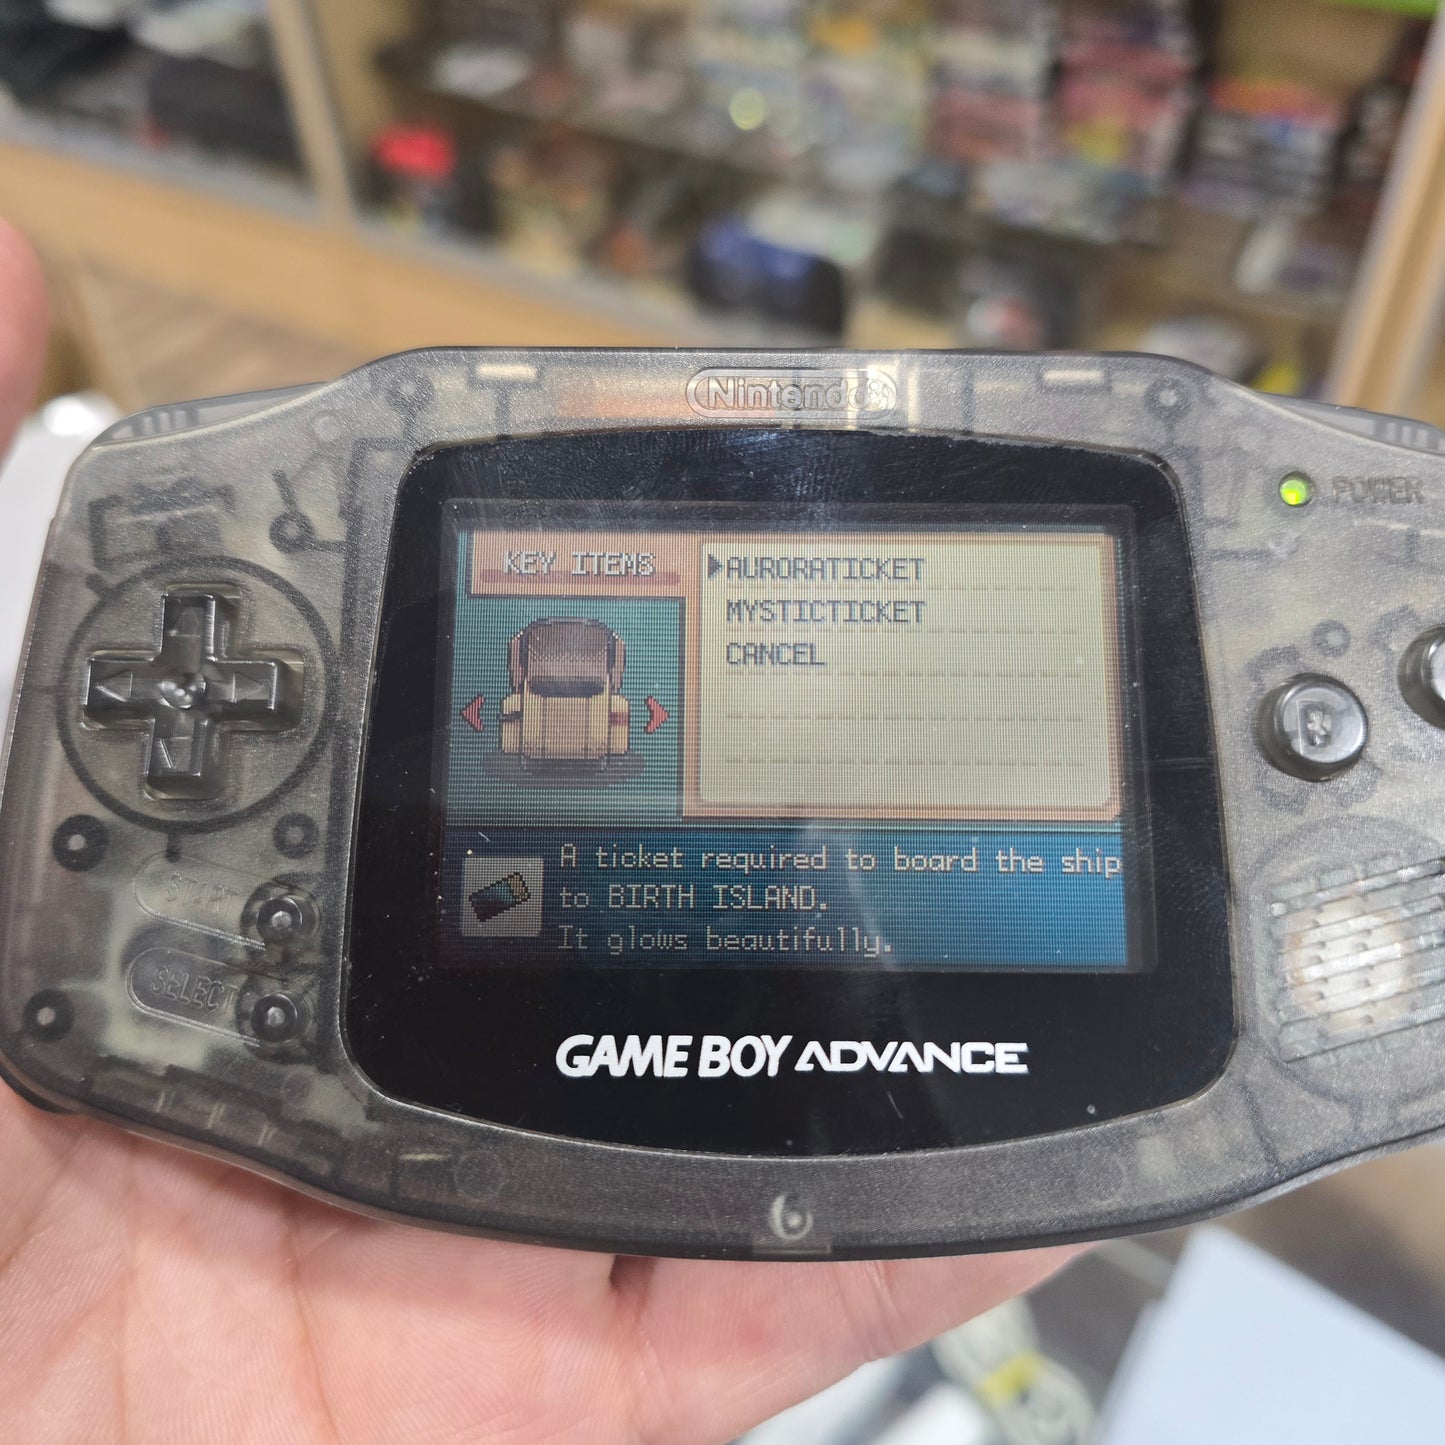 Nintendo
POWER
KEY ITEMS
▶AURORATICKET
MYSTICTICKET
CANCEL
A ticket required to board the ship
to BIRTH ISLAND.
It glows beautifully.
START
SELECT
B
GAME BOY ADVANCE